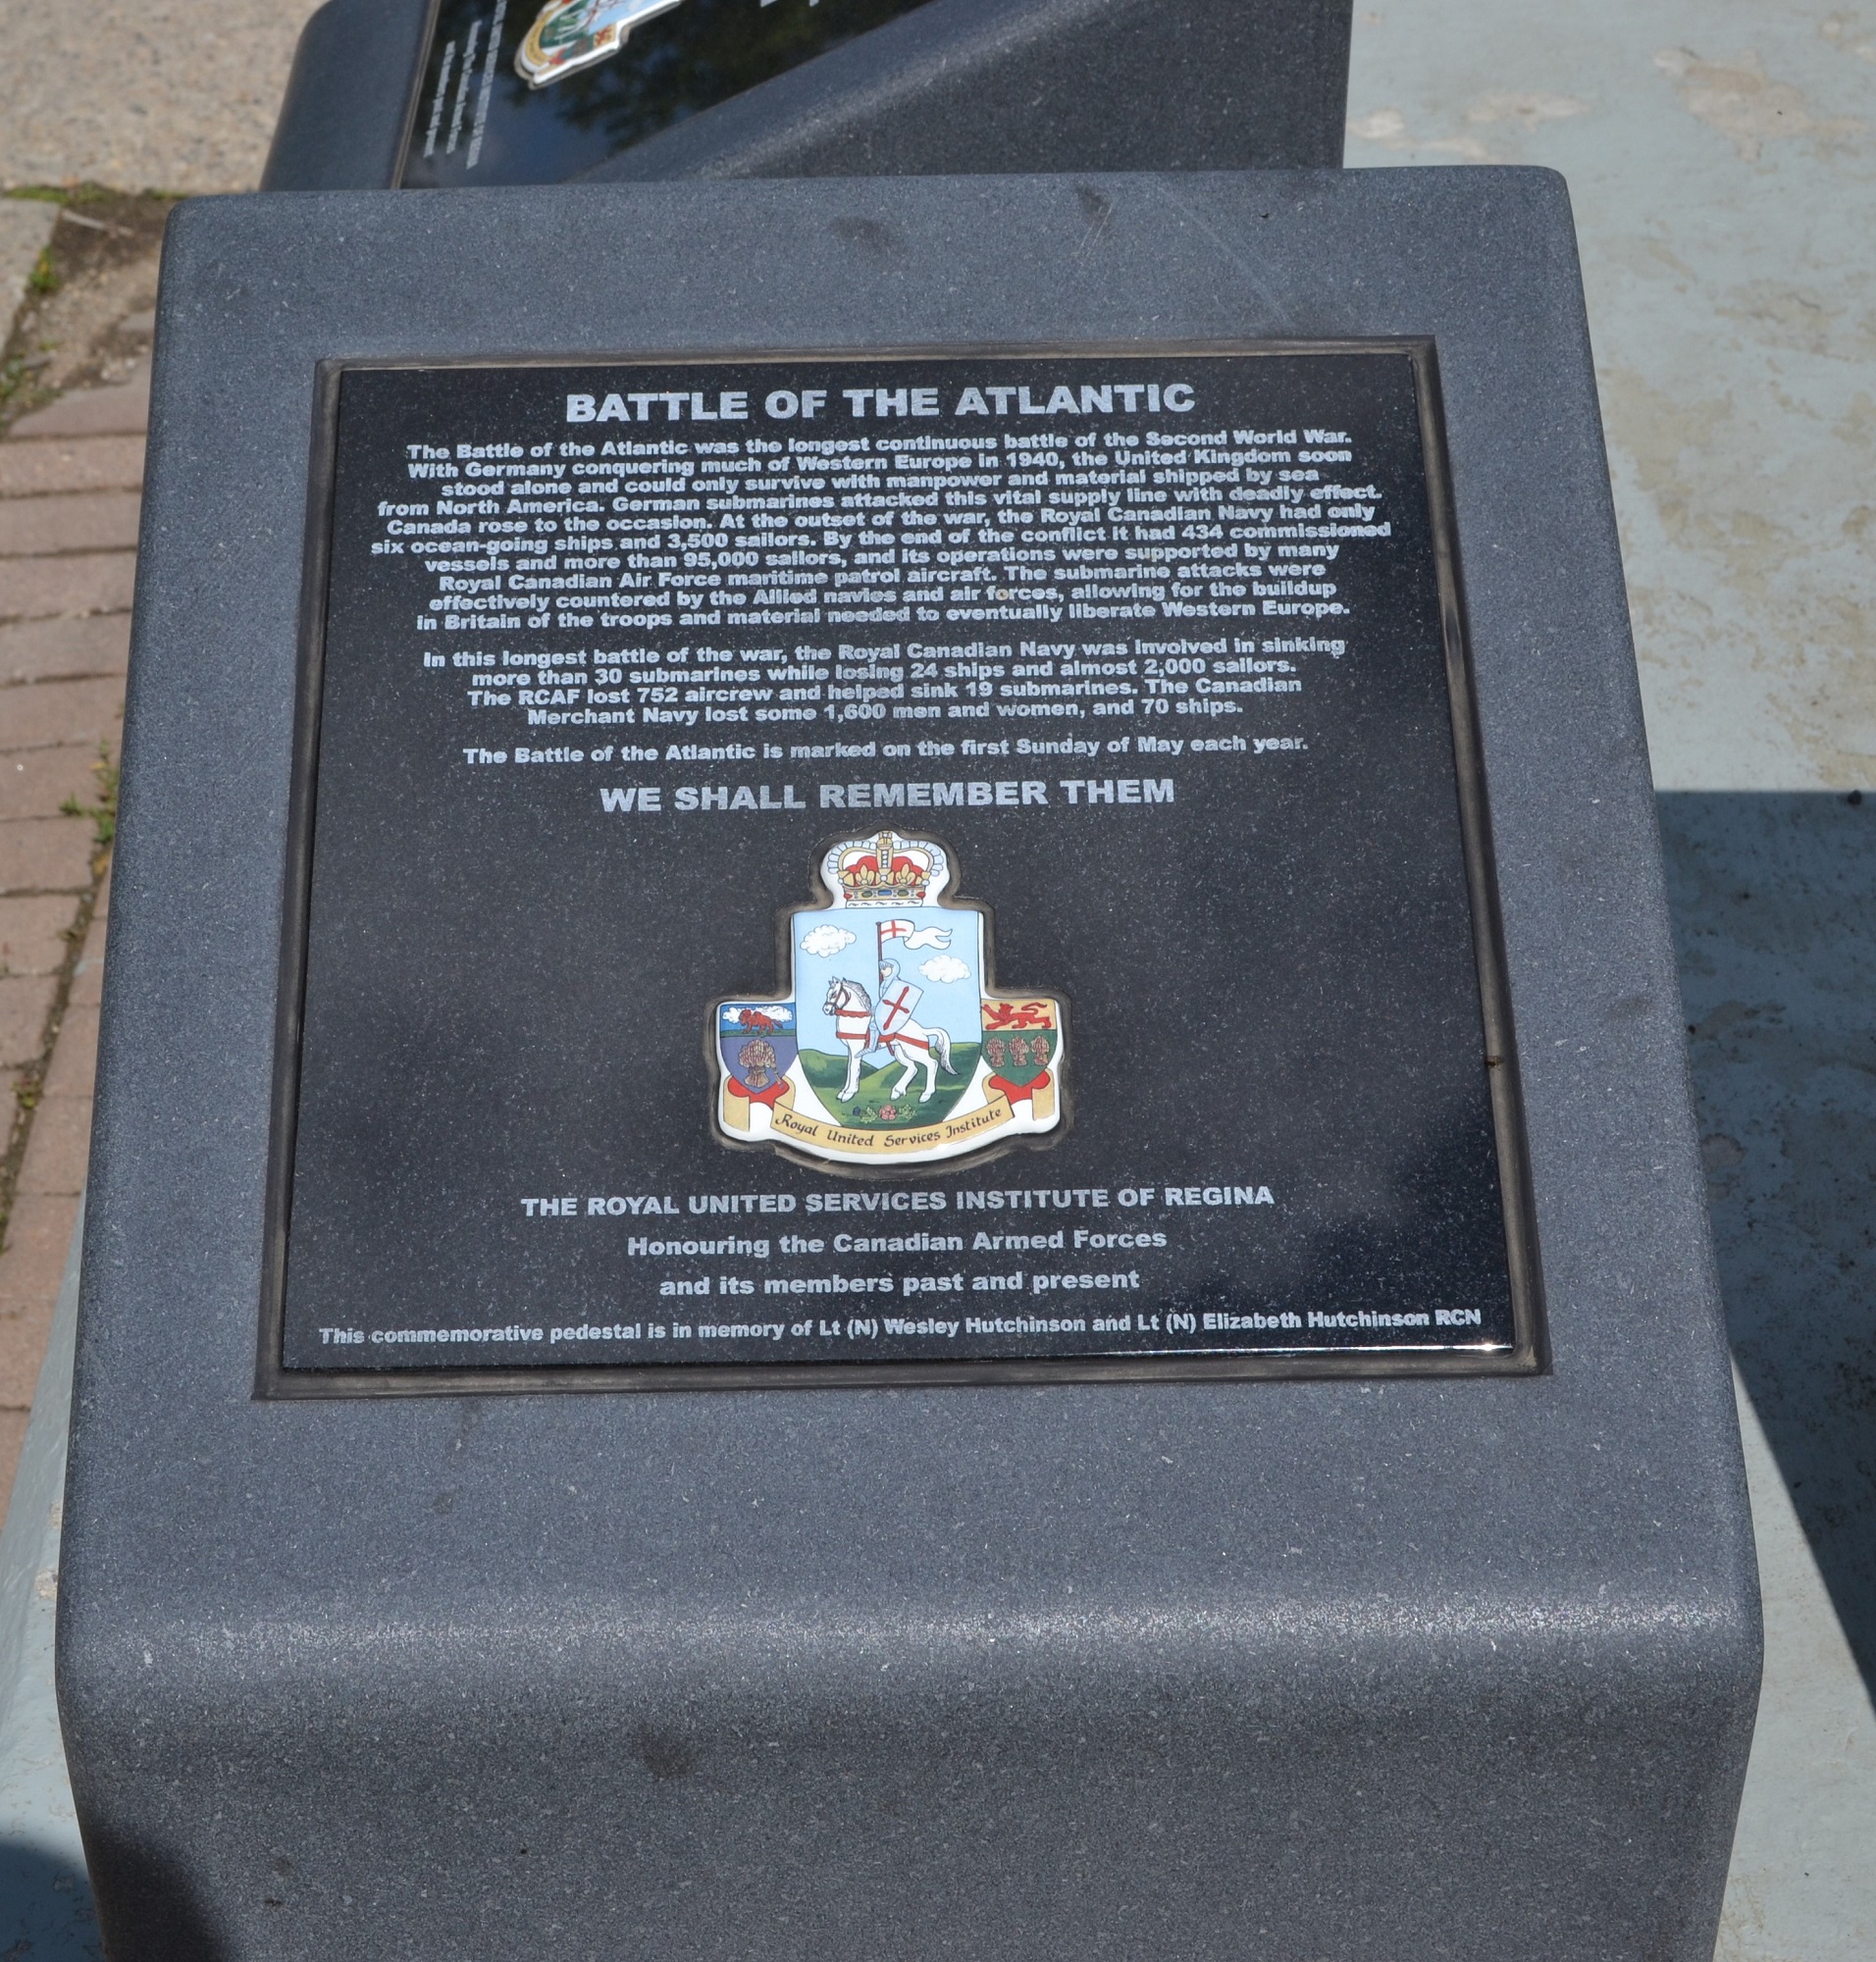 BATTLE OF THE ATLANTIC
The Battle of the Atlantic was the longest continuous battle of the Second World War.
With Germany conquering much of Western Europe in 1940, the United Kingdom soon
stood alone and could only survive with manpower and material shipped by sea
from North America. German submarines attacked this vital supply line with deadly effect.
Canada rose to the occasion. At the outset of the war, the Royal Canadian Navy had only
six ocean-going ships and 3,500 sailors. By the end of the conflict it had 434 commissioned
vessels and more than 95,000 sailors, and its operations were supported by many
Royal Canadian Air Force maritime patrol aircraft. The submarine attacks were
effectively countered by the Allied navies and air forces, allowing for the buildup
in Britain of the troops and material needed to eventually liberate Western Europe.
In this longest battle of the war, the Royal Canadian Navy was involved in sinking
more than 30 submarines while losing 24 ships and almost 2,000 sailors.
The RCAF lost 752 aircrew and helped sink 19 submarines. The Canadian
Merchant Navy lost some 1,600 men and women, and 70 ships.
The Battle of the Atlantic is marked on the first Sunday of May each year.
WE SHALL REMEMBER THEM
Royal United Services Institute
THE ROYAL UNITED SERVICES INSTITUTE OF REGINA
Honouring the Canadian Armed Forces
and its members past and present
This commemorative pedestal is in memory of Lt (N) Wesley Hutchinson and Lt (N) Elizabeth Hutchinson RCN